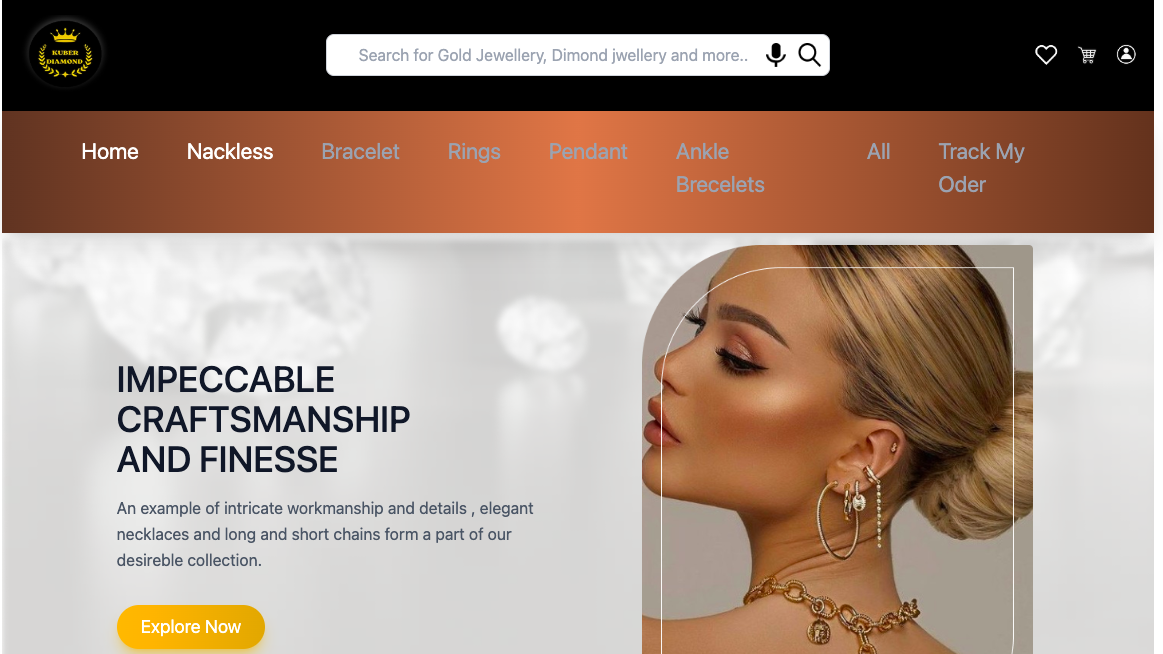 KUBER
DIAMOND
Search for Gold Jewellery, Dimond jwellery and more..
Home Nackless Bracelet Rings Pendant Ankle Brecelets All Track My Oder
IMPECCABLE
CRAFTSMANSHIP
AND FINESSE
An example of intricate workmanship and details , elegant
necklaces and long and short chains form a part of our
desireble collection.
Explore Now